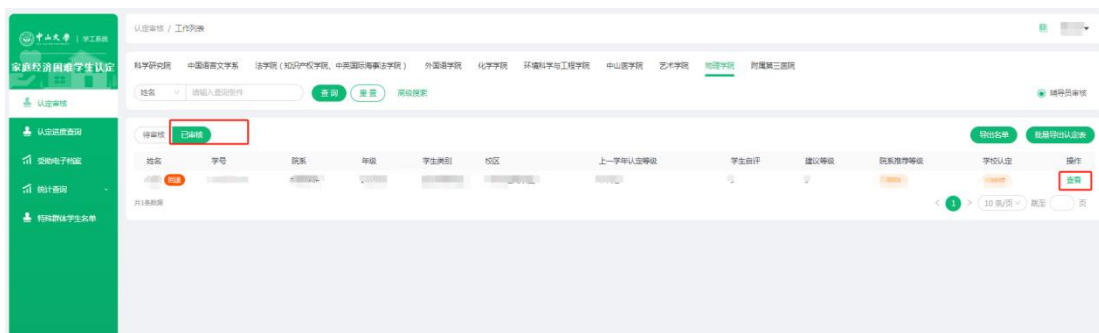 中山大學 | 学工系统
家庭经济困难学生认定
认定审核
认定进度查询
受助电子档案
统计查询
特殊群体学生名单
认定审核 / 工作列表
科学研究院 中国语言文学系 法学院（知识产权学院、中英国际海事法学院） 外国语学院 化学学院 环境科学与工程学院 中山医学院 艺术学院 物理学院 附属第三医院
姓名 请输入查询条件 查 询 重 置 高级搜索
辅导员审核
待审核 已审核 导出名单 批量导出认定表
姓名 学号 院系 年级 学生类别 校区 上一学年认定等级 学生自评 建议等级 院系推荐等级 学校认定 操作
回退 查看
共1条数据 < 1 > 10 条/页 跳至 页